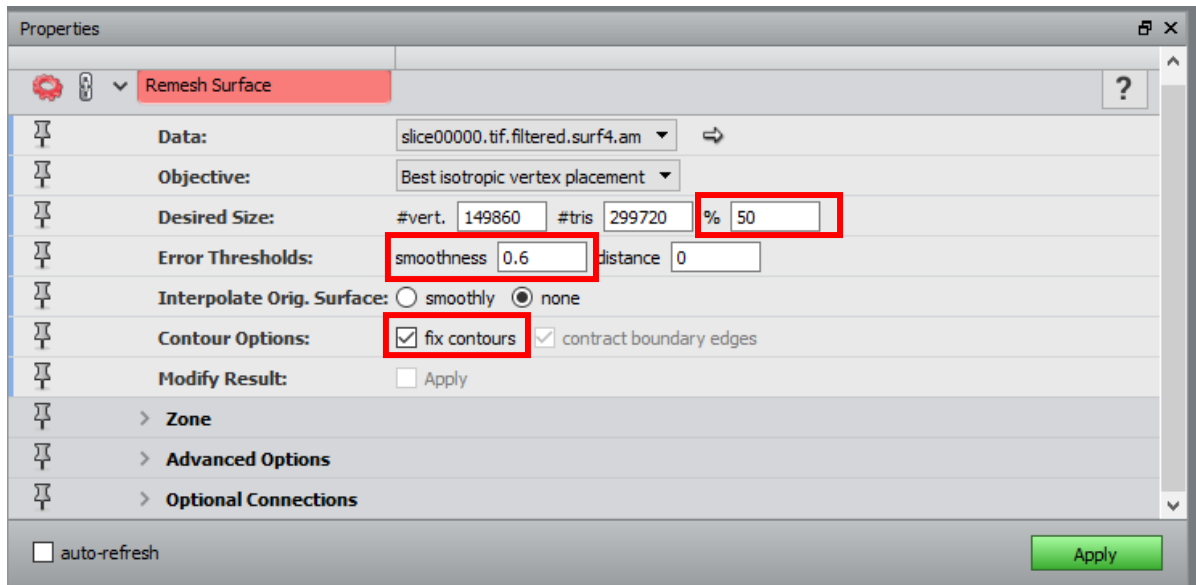 Properties
Remesh Surface ?
Data: slice00000.tif.filtered.surf4.am
Objective: Best isotropic vertex placement
Desired Size: #vert. 149860 #tris 299720 % 50
Error Thresholds: smoothness 0.6 distance 0
Interpolate Orig. Surface: smoothly none
Contour Options: fix contours contract boundary edges
Modify Result: Apply
Zone
Advanced Options
Optional Connections
auto-refresh Apply